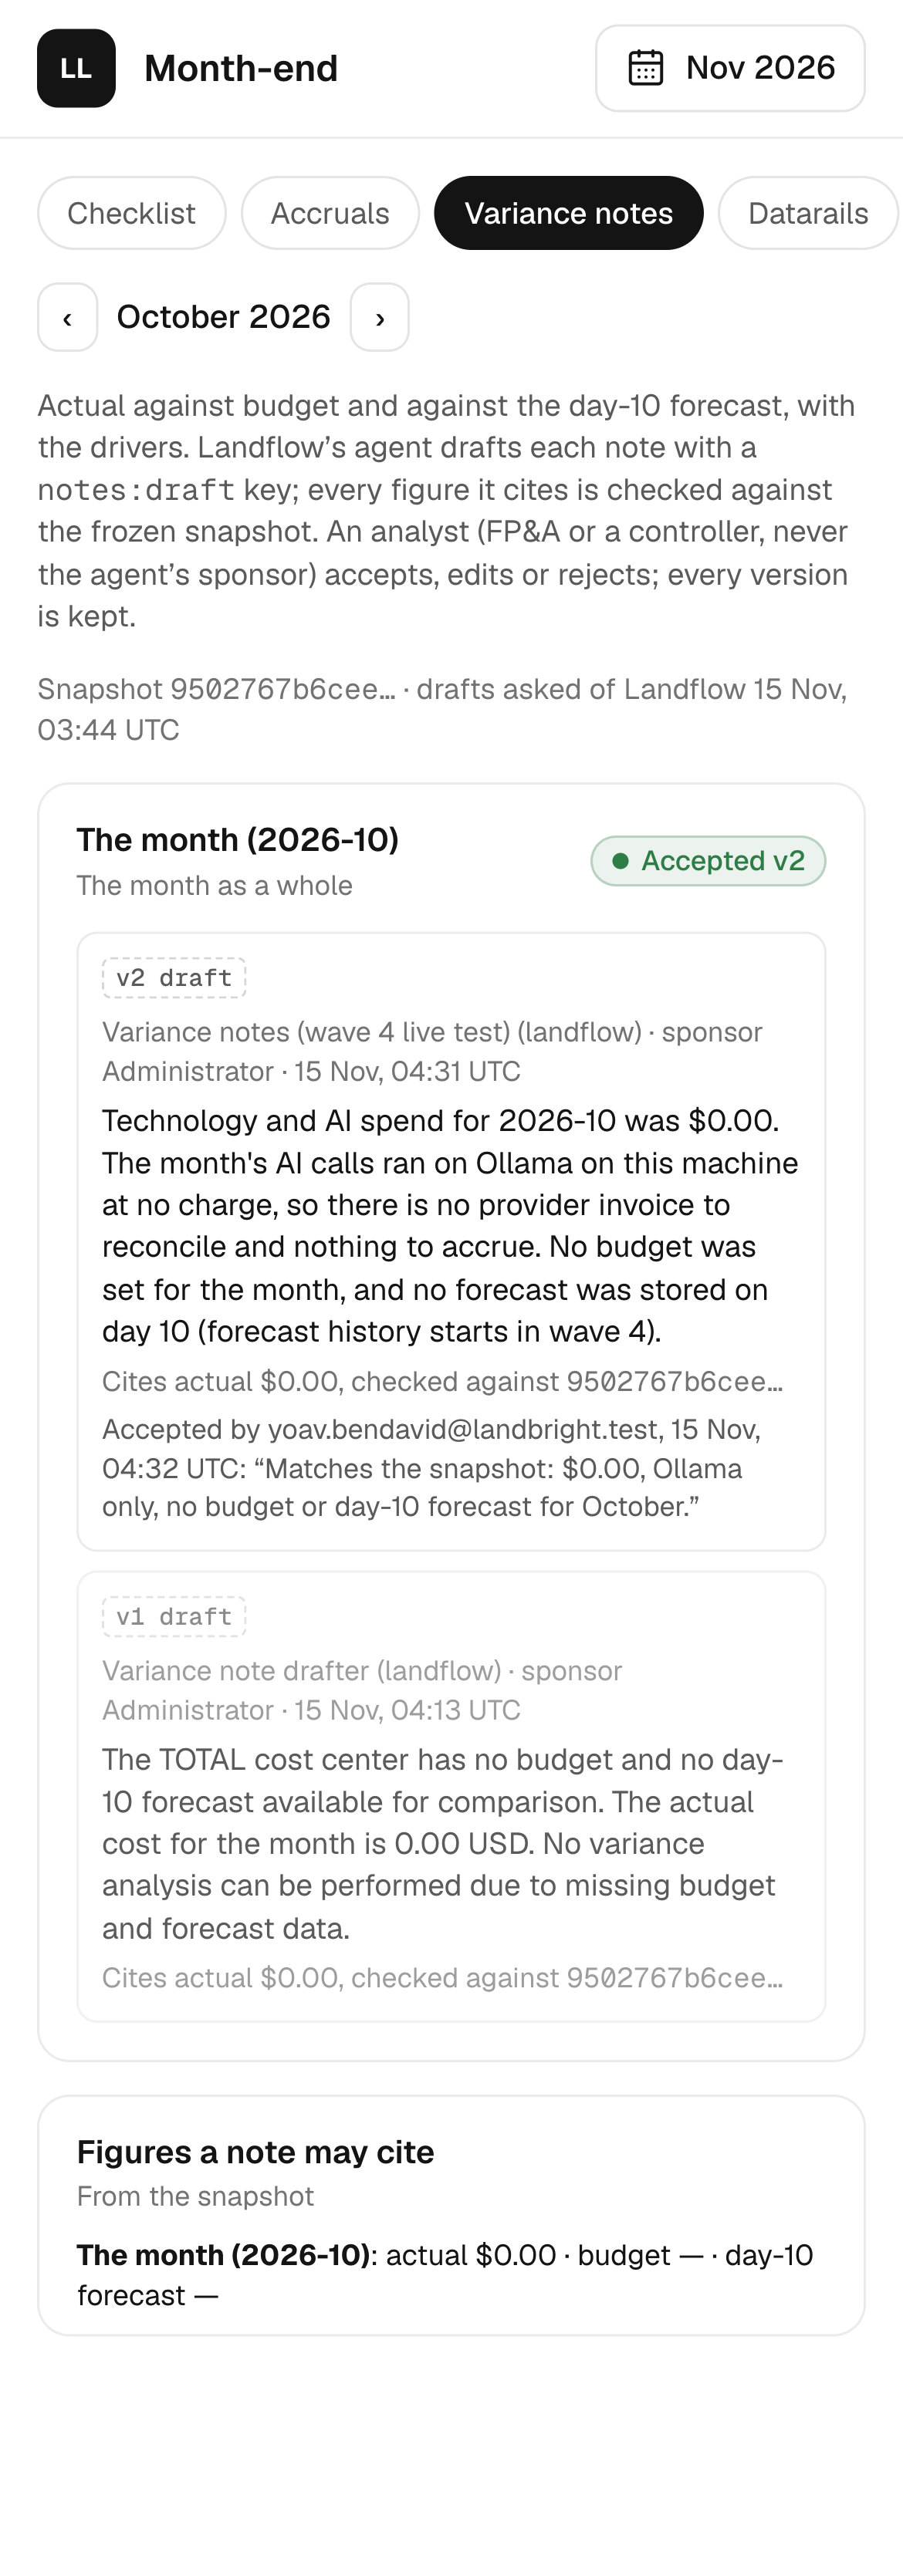 LL
Month-end
Nov 2026
Checklist
Accruals
Variance notes
Datarails
‹
October 2026
›
Actual against budget and against the day-10 forecast, with
the drivers. Landflow’s agent drafts each note with a
notes:draft key; every figure it cites is checked against
the frozen snapshot. An analyst (FP&A or a controller, never
the agent’s sponsor) accepts, edits or rejects; every version
is kept.
Snapshot 9502767b6cee… · drafts asked of Landflow 15 Nov,
03:44 UTC
The month (2026-10)
The month as a whole
Accepted v2
v2 draft
Variance notes (wave 4 live test) (landflow) · sponsor
Administrator · 15 Nov, 04:31 UTC
Technology and AI spend for 2026-10 was $0.00.
The month's AI calls ran on Ollama on this machine
at no charge, so there is no provider invoice to
reconcile and nothing to accrue. No budget was
set for the month, and no forecast was stored on
day 10 (forecast history starts in wave 4).
Cites actual $0.00, checked against 9502767b6cee…
Accepted by yoav.bendavid@landbright.test, 15 Nov,
04:32 UTC: “Matches the snapshot: $0.00, Ollama
only, no budget or day-10 forecast for October.”
v1 draft
Variance note drafter (landflow) · sponsor
Administrator · 15 Nov, 04:13 UTC
The TOTAL cost center has no budget and no day-
10 forecast available for comparison. The actual
cost for the month is 0.00 USD. No variance
analysis can be performed due to missing budget
and forecast data.
Cites actual $0.00, checked against 9502767b6cee…
Figures a note may cite
From the snapshot
The month (2026-10): actual $0.00 · budget — · day-10
forecast —